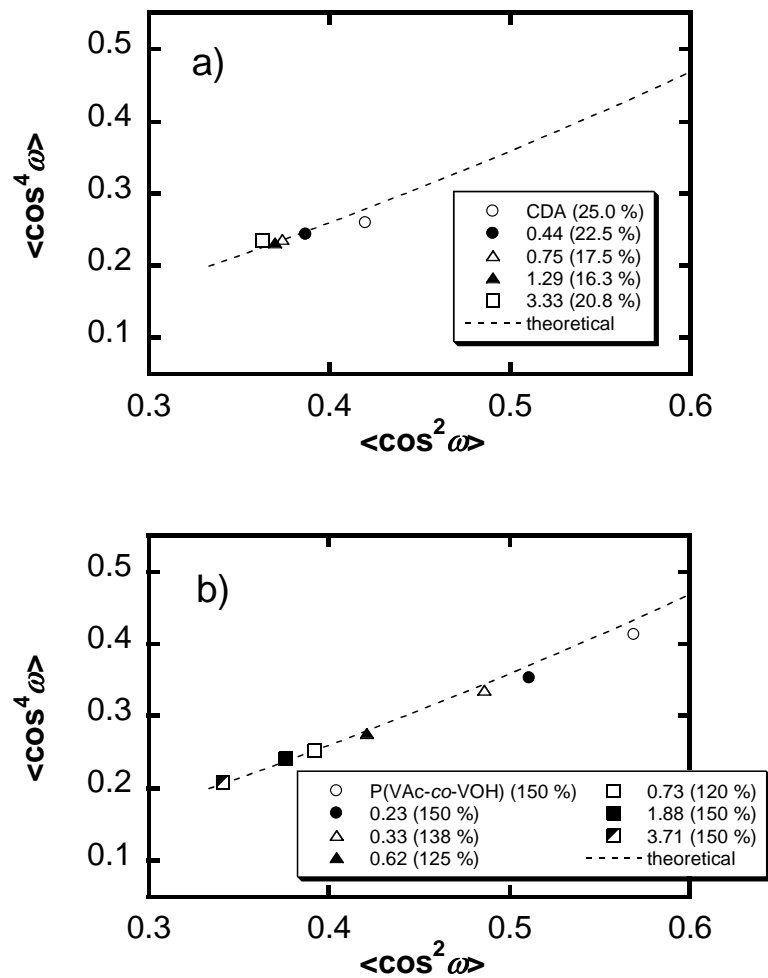 a)
0.5
0.4
0.3
0.2
0.1
<cos⁴ ω>
CDA (25.0 %)
0.44 (22.5 %)
0.75 (17.5 %)
1.29 (16.3 %)
3.33 (20.8 %)
theoretical
0.3 0.4 0.5 0.6
<cos² ω>
b)
0.5
0.4
0.3
0.2
0.1
<cos⁴ ω>
P(VAc-co-VOH) (150 %) 0.73 (120 %)
0.23 (150 %) 1.88 (150 %)
0.33 (138 %) 3.71 (150 %)
0.62 (125 %) theoretical
0.3 0.4 0.5 0.6
<cos² ω>